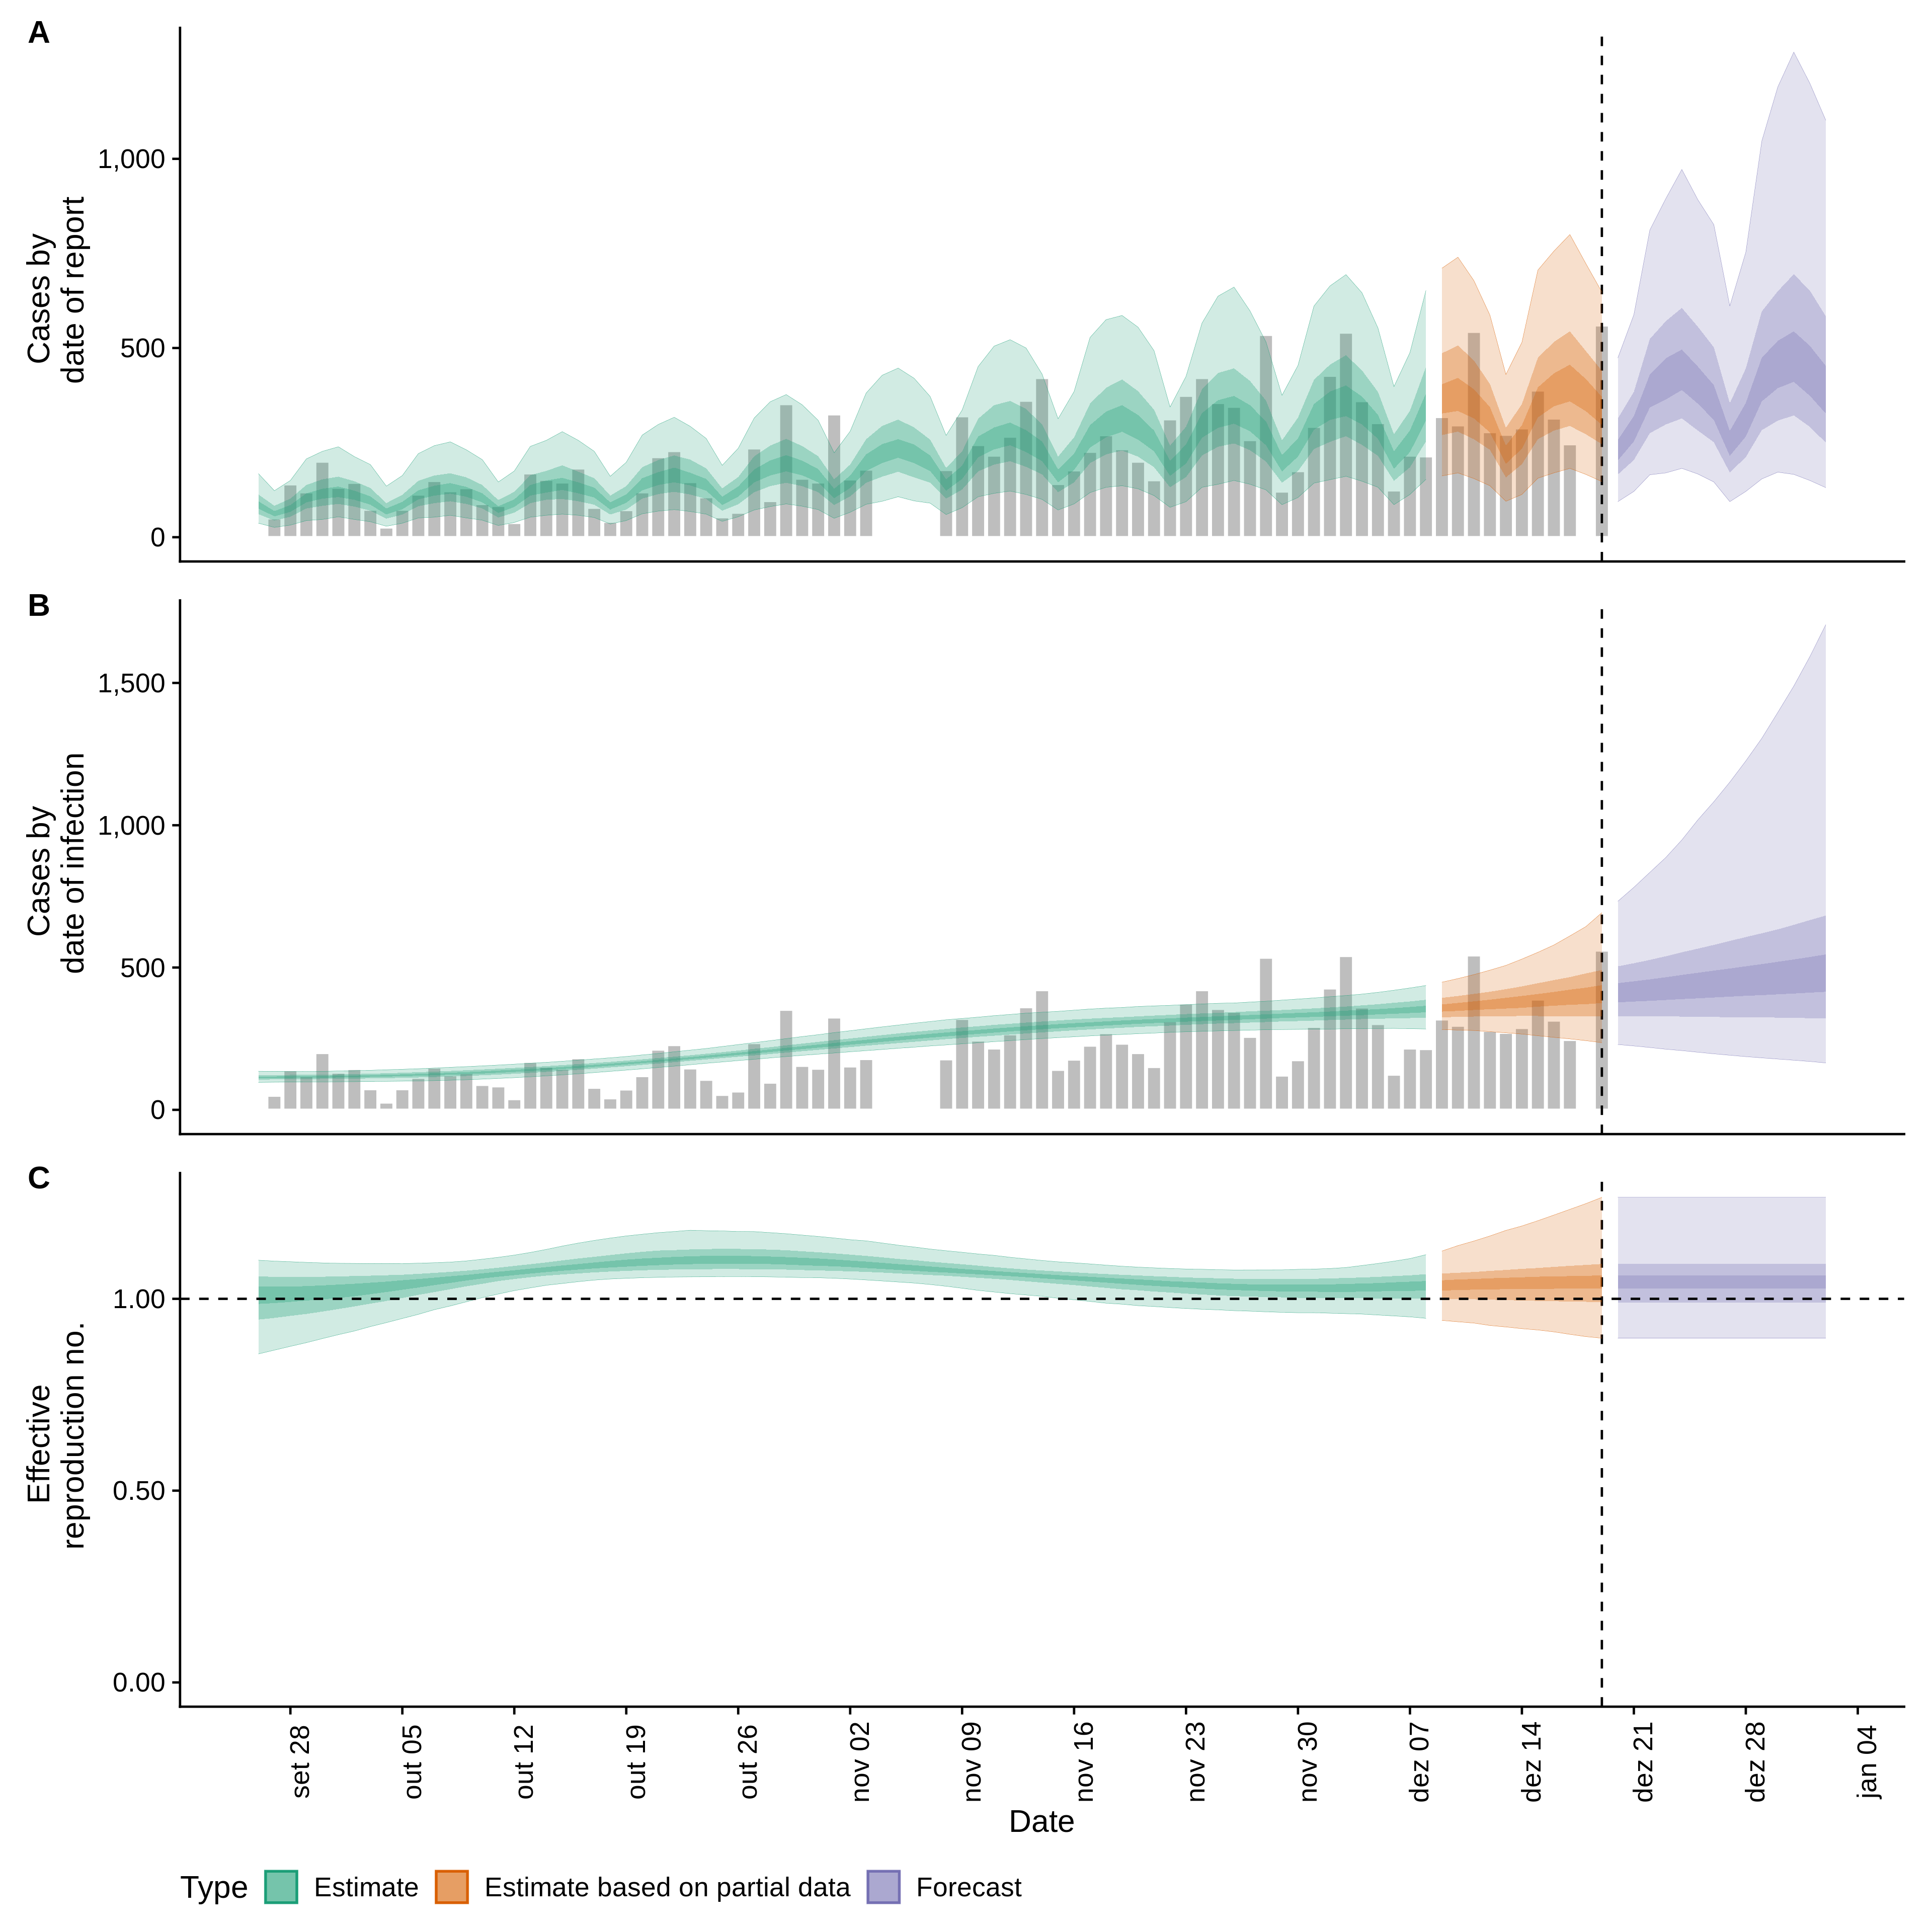 A
1,000
500
0
Cases by
date of report
B
1,500
1,000
500
0
Cases by
date of infection
C
1.00
0.50
0.00
Effective
reproduction no.
set 28
out 05
out 12
out 19
out 26
nov 02
nov 09
nov 16
nov 23
nov 30
dez 07
dez 14
dez 21
dez 28
jan 04
Date
Type
Estimate
Estimate based on partial data
Forecast